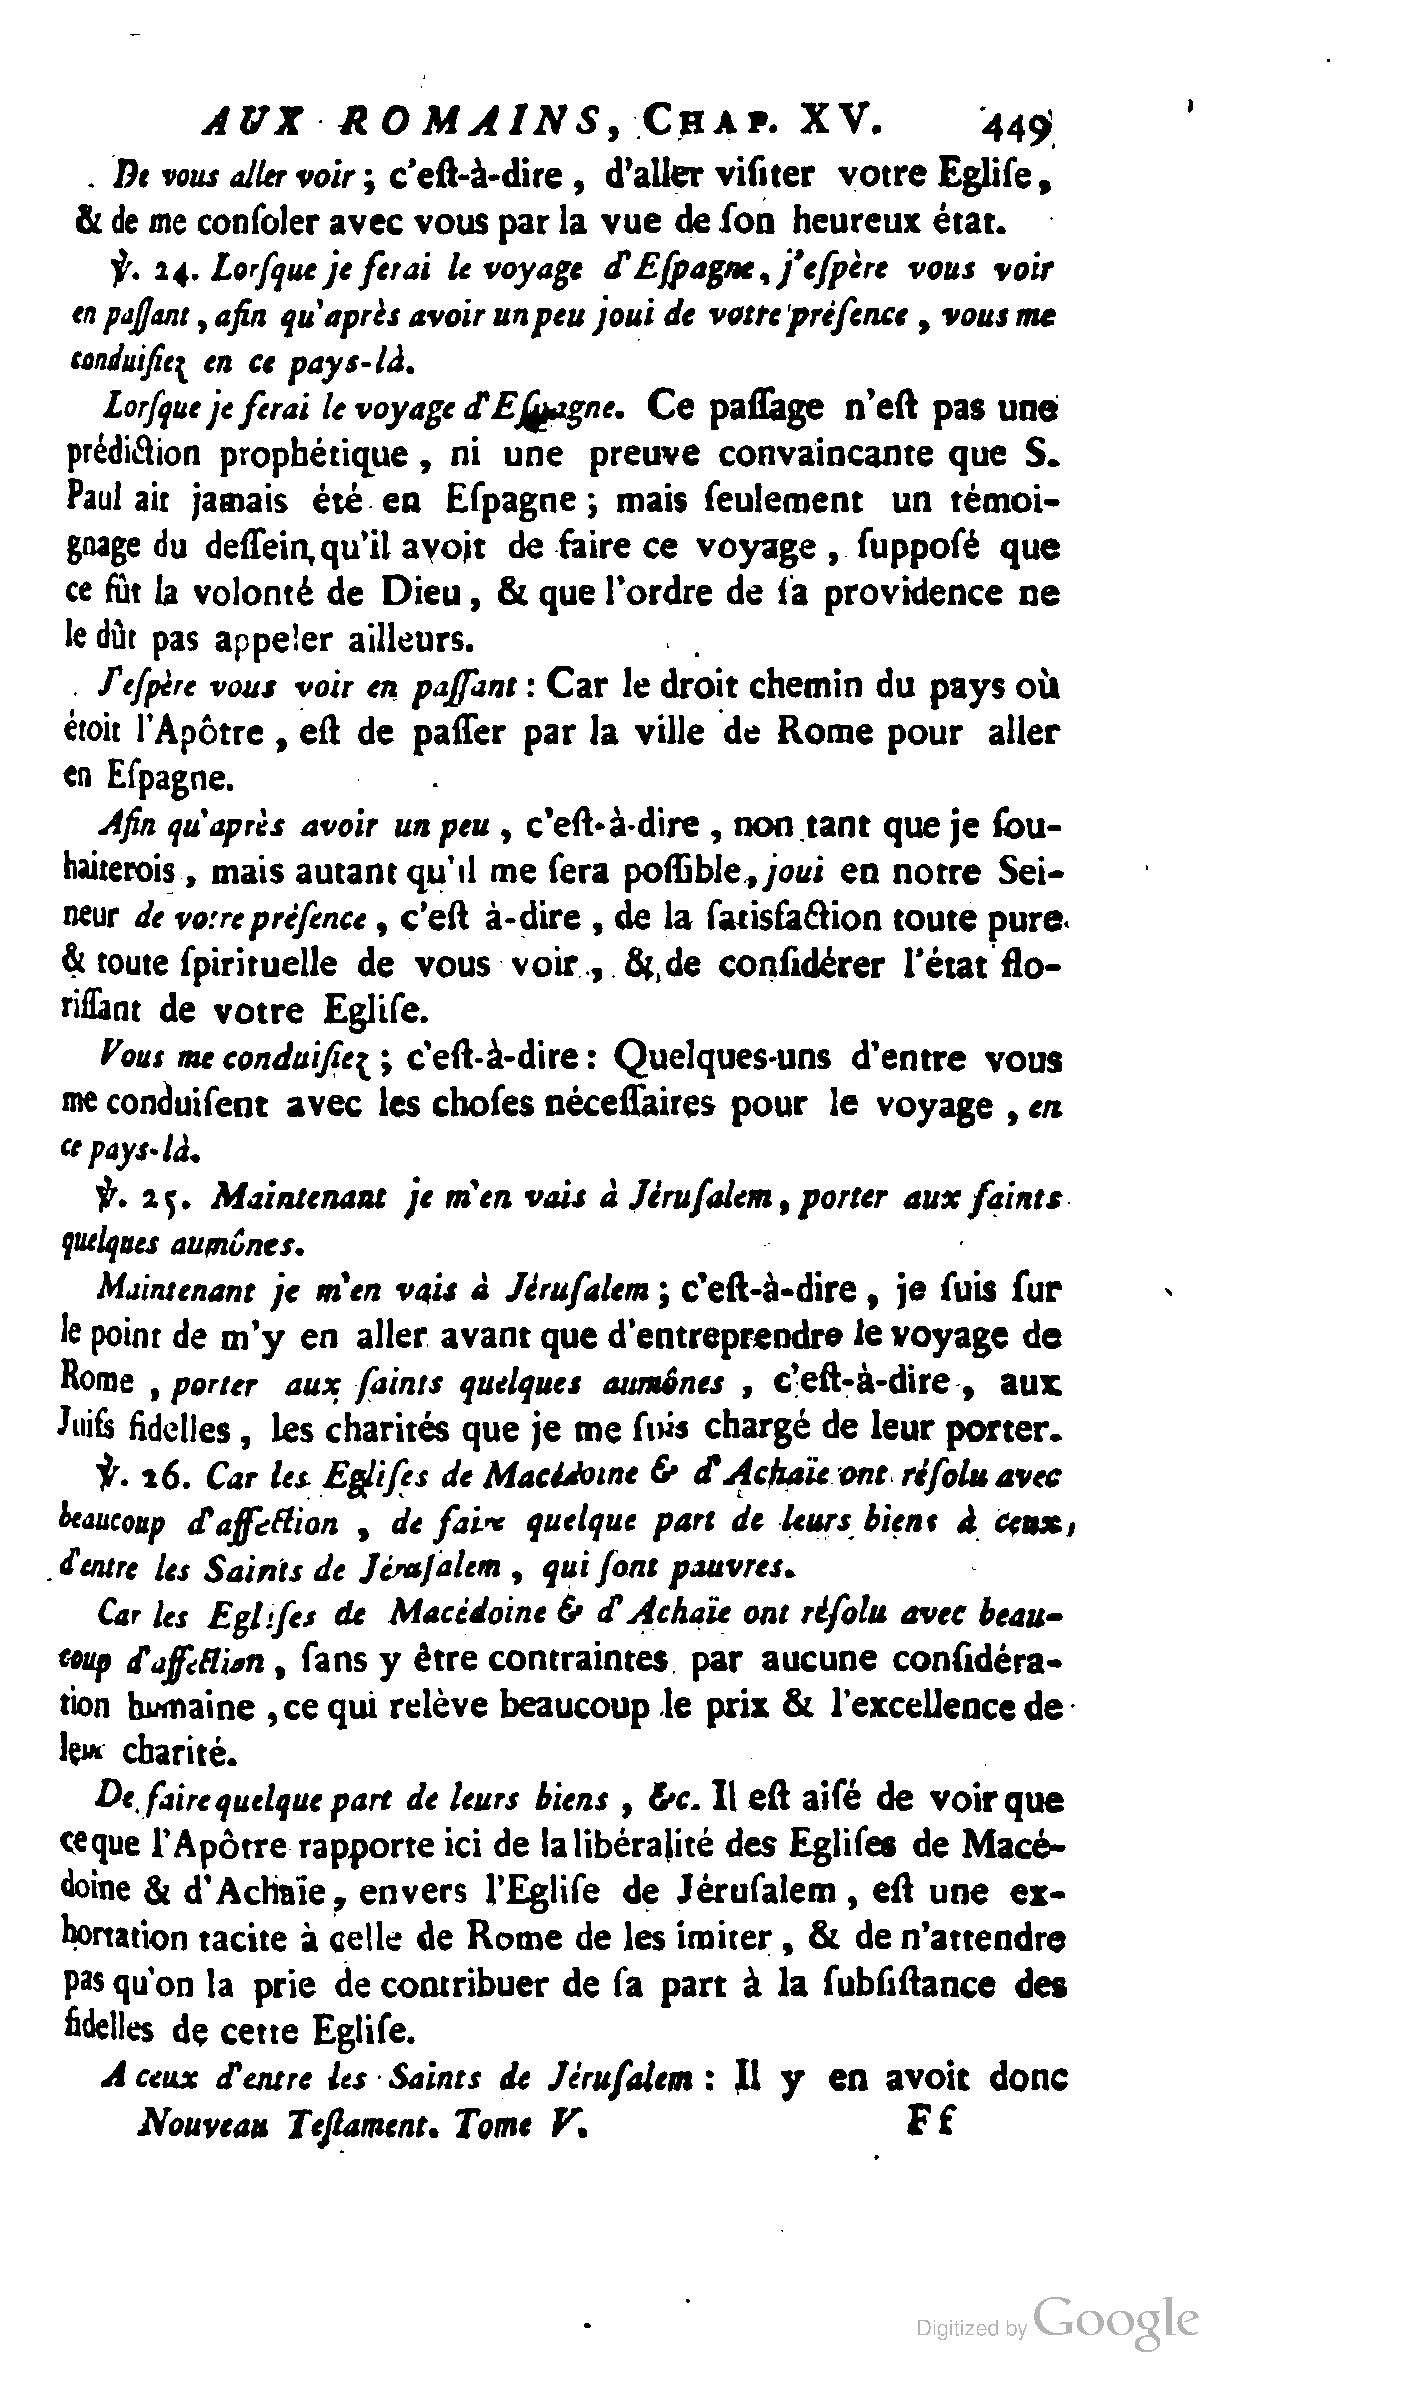 AUX ROMAINS, CHAP. XV. 449
De vous aller voir ; c'eſt-à-dire , d'aller viſiter votre Egliſe,
& de me conſoler avec vous par la vue de ſon heureux état.
℣. 24. Lorſque je ferai le voyage d'Eſpagne, j'eſpère vous voir
en paſſant , afin qu'après avoir un peu joui de votre préſence , vous me
conduiſiez en ce pays-là.
Lorſque je ferai le voyage d'Eſpagne. Ce paſſage n'eſt pas une
prédiction prophétique , ni une preuve convaincante que S.
Paul ait jamais été en Eſpagne ; mais ſeulement un témoi-
gnage du deſſein qu'il avoit de faire ce voyage , ſuppoſé que
ce fût la volonté de Dieu, & que l'ordre de ſa providence ne
le dût pas appeler ailleurs.
J'eſpère vous voir en paſſant : Car le droit chemin du pays où
étoit l'Apôtre , eſt de paſſer par la ville de Rome pour aller
en Eſpagne.
Afin qu'après avoir un peu , c'eſt-à-dire , non tant que je ſou-
haiterois , mais autant qu'il me ſera poſſible, joui en notre Sei-
neur de votre préſence , c'eſt à-dire , de la ſatisfaction toute pure
& toute ſpirituelle de vous voir , & de conſidérer l'état flo-
riſſant de votre Egliſe.
Vous me conduiſiez ; c'eſt-à-dire : Quelques-uns d'entre vous
me conduiſent avec les choſes néceſſaires pour le voyage , en
ce pays-là.
℣. 25. Maintenant je m'en vais à Jéruſalem , porter aux ſaints
quelques aumônes.
Maintenant je m'en vais à Jéruſalem ; c'eſt-à-dire , je ſuis ſur
le point de m'y en aller avant que d'entreprendre le voyage de
Rome , porter aux ſaints quelques aumônes , c'eſt-à-dire , aux
Juifs fidelles , les charités que je me ſuis chargé de leur porter.
℣. 26. Car les Egliſes de Macédoine & d'Achaïe ont réſolu avec
beaucoup d'affection , de faire quelque part de leurs biens à ceux,
d'entre les Saints de Jéruſalem , qui ſont pauvres.
Car les Egliſes de Macédoine & d'Achaïe ont réſolu avec beau-
coup d'affection , ſans y être contraintes par aucune conſidéra-
tion humaine , ce qui relève beaucoup le prix & l'excellence de
leur charité.
De faire quelque part de leurs biens , &c. Il eſt aiſé de voir que
ce que l'Apôtre rapporte ici de la libéralité des Egliſes de Macé-
doine & d'Achaïe , envers l'Egliſe de Jéruſalem , eſt une ex-
hortation tacite à celle de Rome de les imiter , & de n'attendre
pas qu'on la prie de contribuer de ſa part à la ſubſiſtance des
fidelles de cette Egliſe.
A ceux d'entre les Saints de Jéruſalem : Il y en avoit donc
Nouveau Teſtament. Tome V. Ff
Digitized by Google